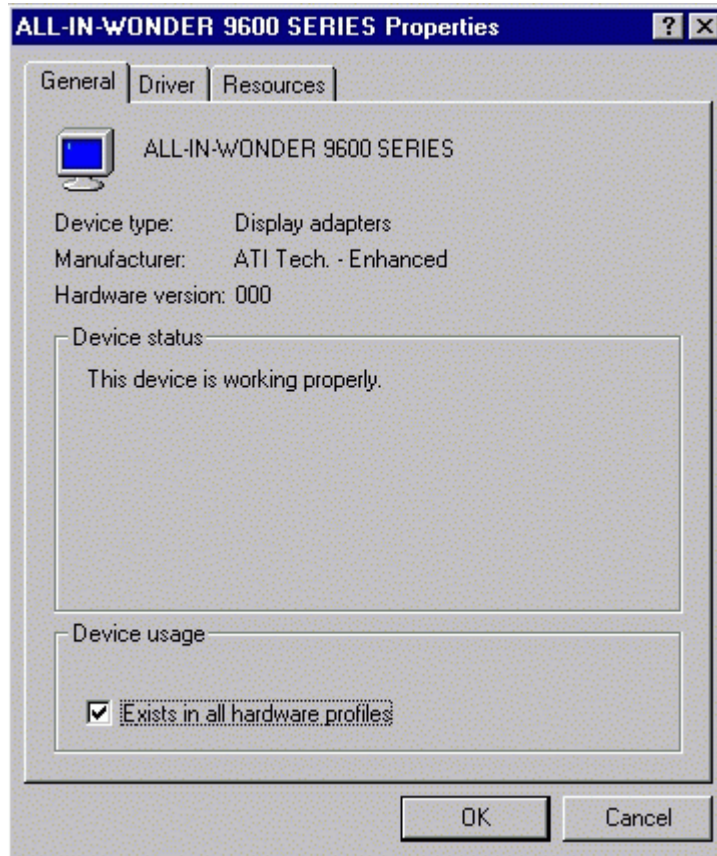 ALL-IN-WONDER 9600 SERIES Properties
General Driver Resources
ALL-IN-WONDER 9600 SERIES
Device type: Display adapters
Manufacturer: ATI Tech. - Enhanced
Hardware version: 000
Device status
This device is working properly.
Device usage
Exists in all hardware profiles
OK Cancel